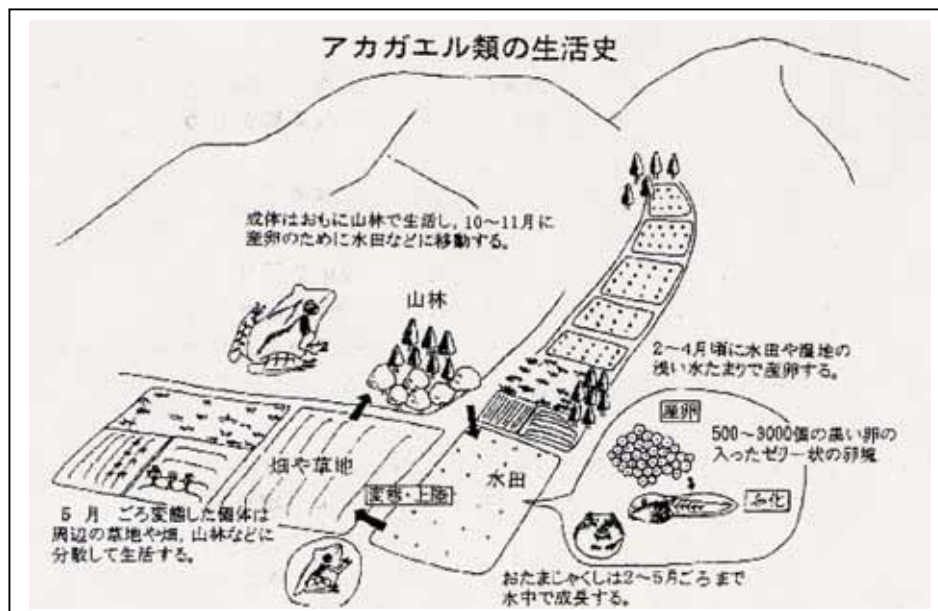 アカガエル類の生活史
成体はおもに山林で生活し,10～11月に
産卵のために水田などに移動する。
山林
2～4月頃に水田や湿地の
浅い水たまりで産卵する。
産卵
500～3000個の黒い卵の
入ったゼリー状の卵塊
畑や草地
水田
変態・上陸
ふ化
5 月 ごろ変態した個体は
周辺の草地や畑,山林などに
分散して生活する。
おたまじゃくしは2～5月ごろまで
水中で成長する。